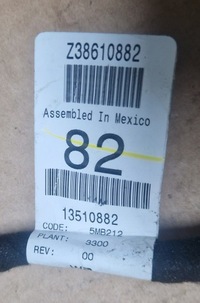 Z38610882
Assembled In Mexico
82
13510882
CODE: 5MB212
PLANT: 3300
REV: 00